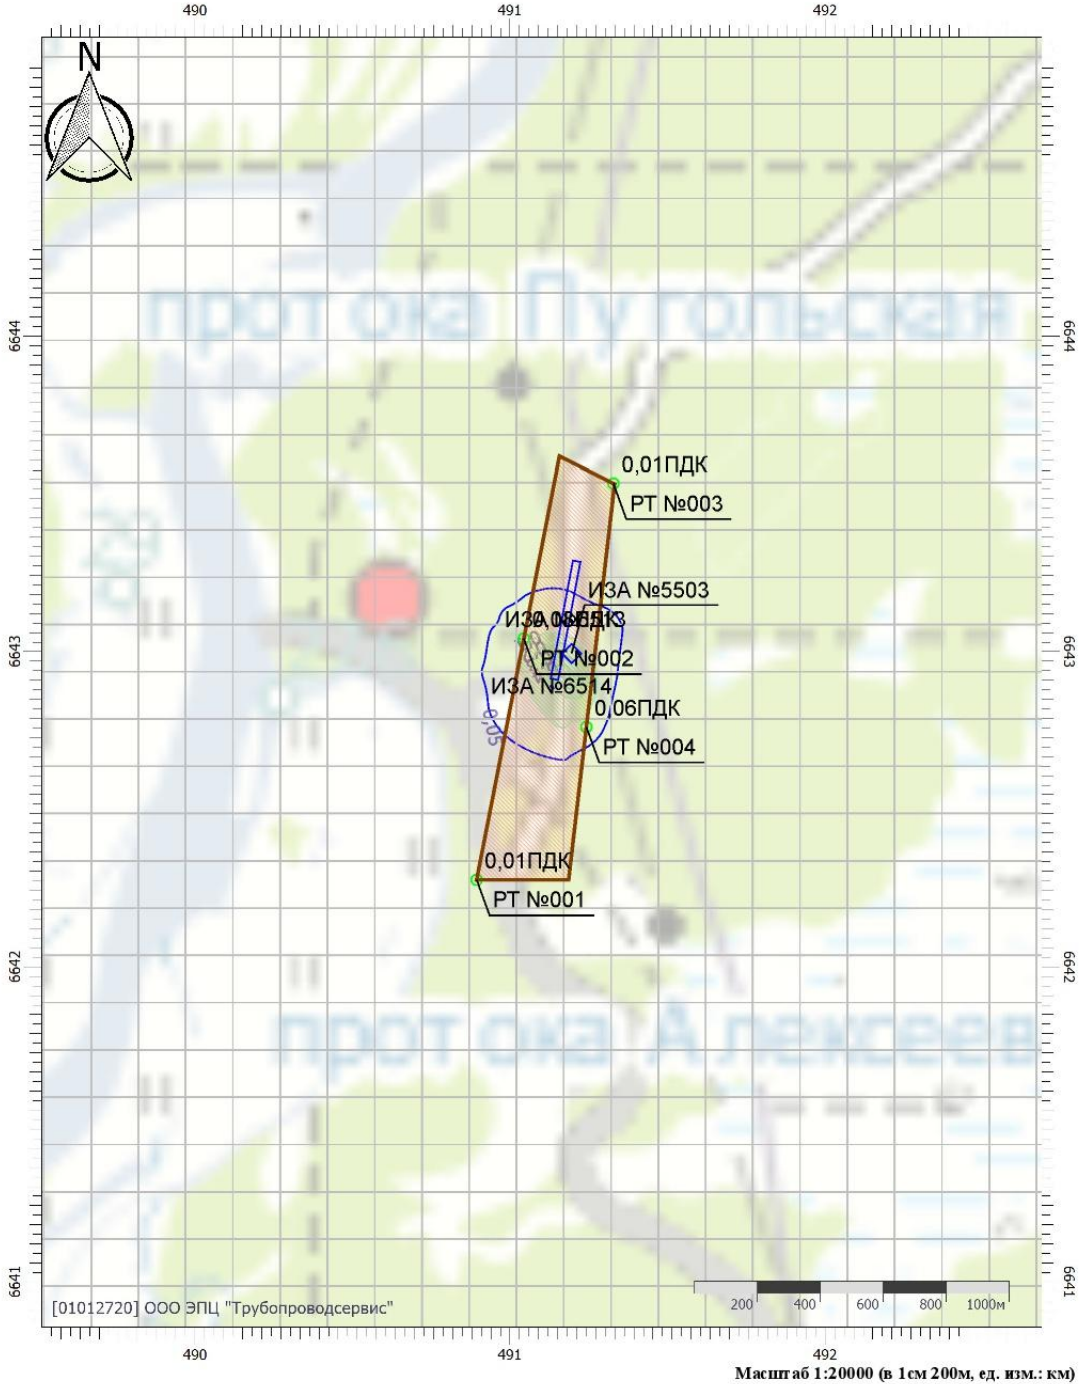 490 491 492
N
протока Пугольская
6644 6644
0,01ПДК
РТ №003
ИЗА №5503
РТ №002
6643 6643
ИЗА №6514
0,05
0,06ПДК
РТ №004
0,01ПДК
РТ №001
6642 6642
протока Алексеев
6641 6641
[01012720] ООО ЭПЦ "Трубопроводсервис"
200 400 600 800 1000м
490 491 492
Масштаб 1:20000 (в 1см 200м, ед. изм.: км)